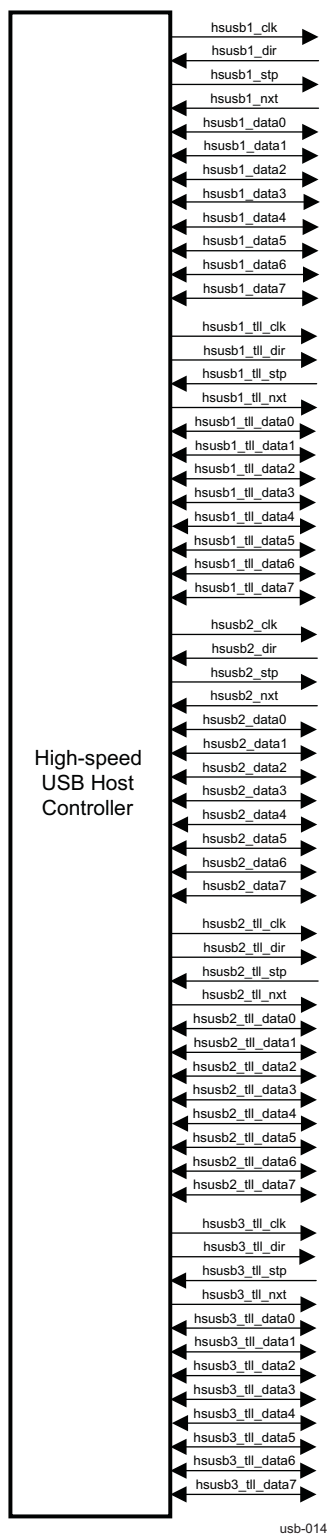 hsusb1_clk
hsusb1_dir
hsusb1_stp
hsusb1_nxt
hsusb1_data0
hsusb1_data1
hsusb1_data2
hsusb1_data3
hsusb1_data4
hsusb1_data5
hsusb1_data6
hsusb1_data7
hsusb1_tll_clk
hsusb1_tll_dir
hsusb1_tll_stp
hsusb1_tll_nxt
hsusb1_tll_data0
hsusb1_tll_data1
hsusb1_tll_data2
hsusb1_tll_data3
hsusb1_tll_data4
hsusb1_tll_data5
hsusb1_tll_data6
hsusb1_tll_data7
hsusb2_clk
hsusb2_dir
hsusb2_stp
hsusb2_nxt
hsusb2_data0
hsusb2_data1
hsusb2_data2
hsusb2_data3
hsusb2_data4
hsusb2_data5
hsusb2_data6
hsusb2_data7
High-speed
USB Host
Controller
hsusb2_tll_clk
hsusb2_tll_dir
hsusb2_tll_stp
hsusb2_tll_nxt
hsusb2_tll_data0
hsusb2_tll_data1
hsusb2_tll_data2
hsusb2_tll_data3
hsusb2_tll_data4
hsusb2_tll_data5
hsusb2_tll_data6
hsusb2_tll_data7
hsusb3_tll_clk
hsusb3_tll_dir
hsusb3_tll_stp
hsusb3_tll_nxt
hsusb3_tll_data0
hsusb3_tll_data1
hsusb3_tll_data2
hsusb3_tll_data3
hsusb3_tll_data4
hsusb3_tll_data5
hsusb3_tll_data6
hsusb3_tll_data7
usb-014